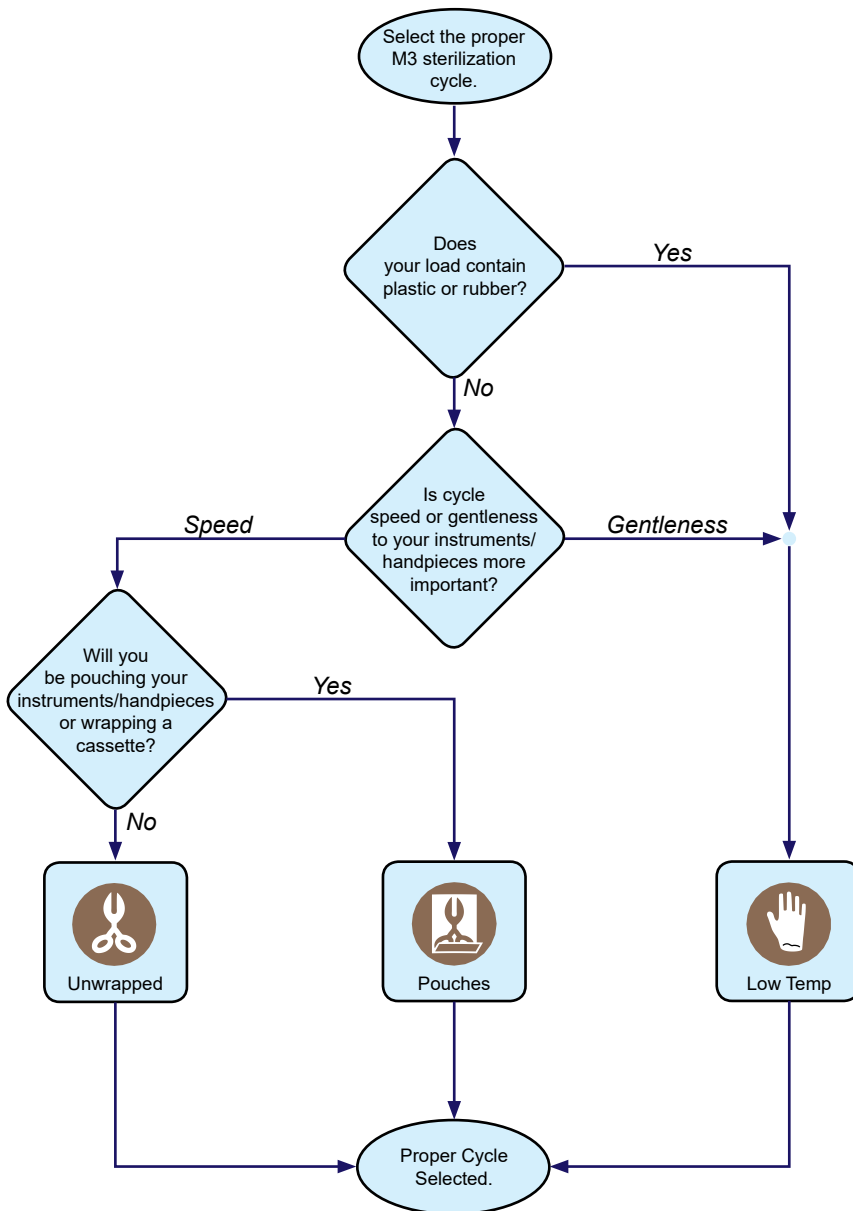 Select the proper
M3 sterilization
cycle.
Does
your load contain
plastic or rubber?
Yes
No
Is cycle
speed or gentleness
to your instruments/
handpieces more
important?
Speed
Gentleness
Will you
be pouching your
instruments/handpieces
or wrapping a
cassette?
Yes
No
Unwrapped
Pouches
Low Temp
Proper Cycle
Selected.